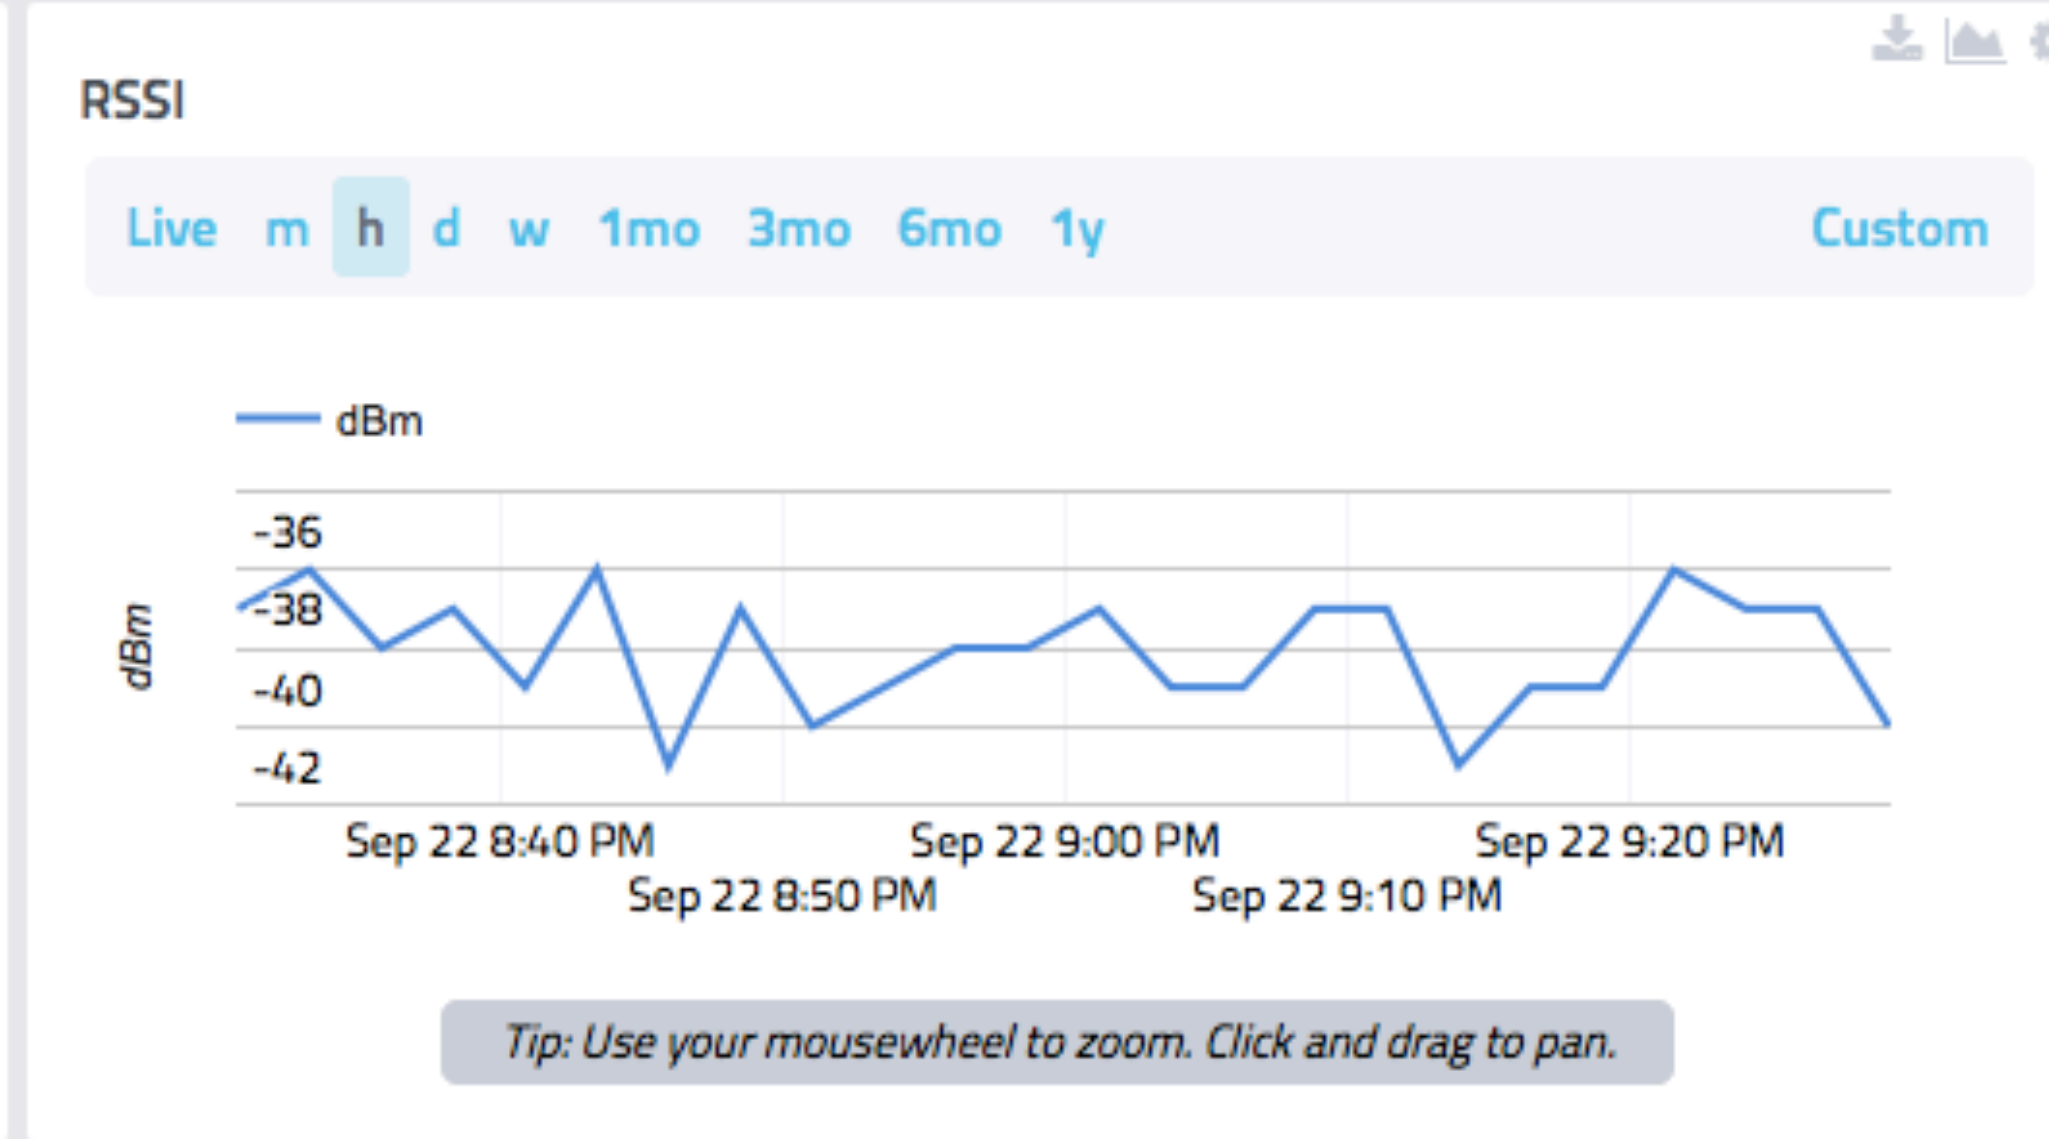 RSSI
Live m h d w 1mo 3mo 6mo 1y Custom
dBm
-36
-38
dBm
-40
-42
Sep 22 8:40 PM Sep 22 9:00 PM Sep 22 9:20 PM
Sep 22 8:50 PM Sep 22 9:10 PM
Tip: Use your mousewheel to zoom. Click and drag to pan.